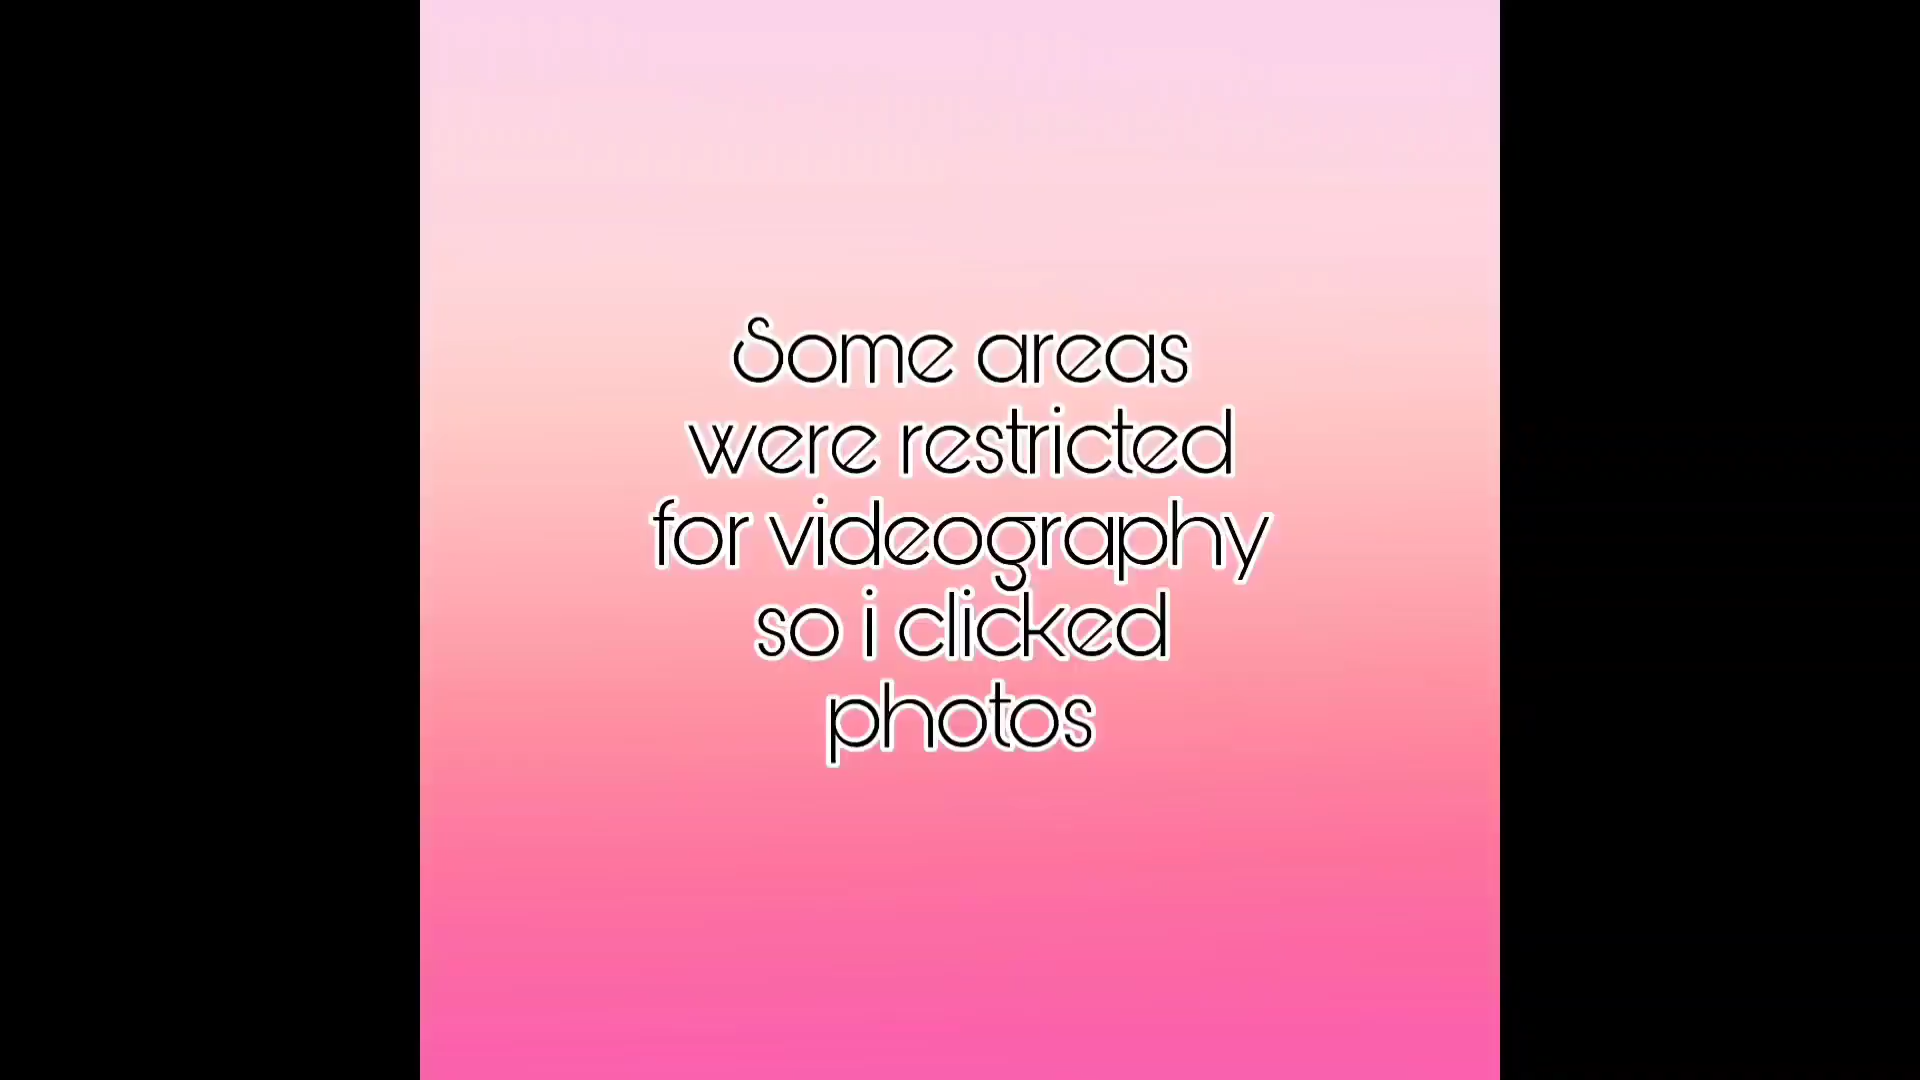 Some areas
were restricted
for videography
so i clicked
photos